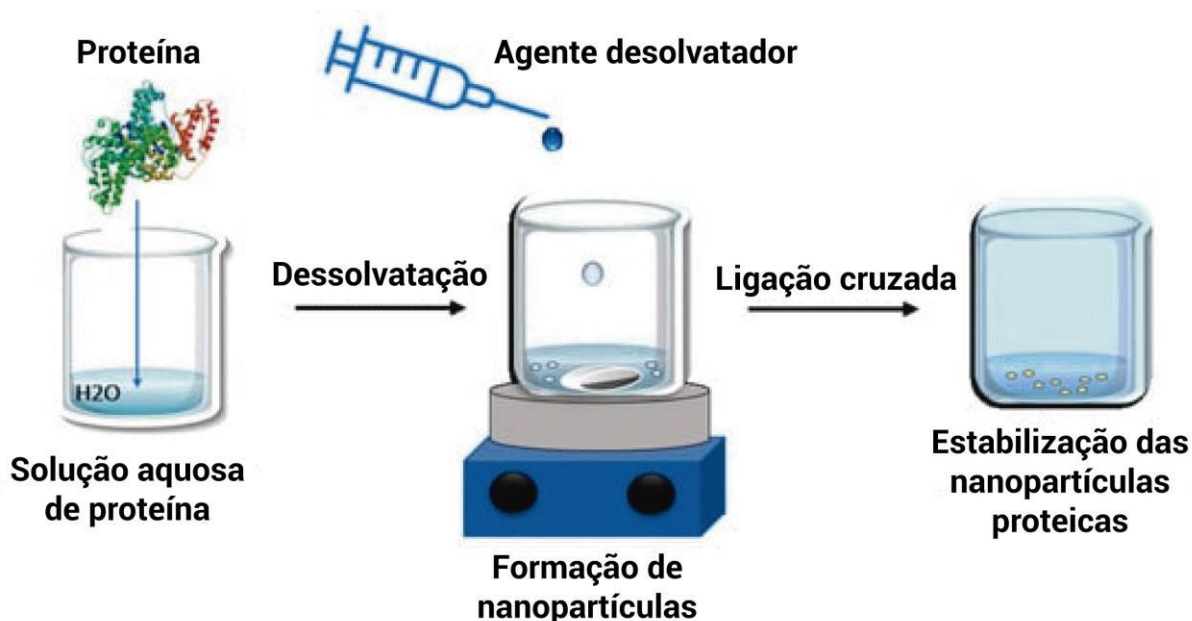 Proteína
Agente desolvatador
H2O
Dessolvatação
Ligação cruzada
Solução aquosa
de proteína
Formação de
nanopartículas
Estabilização das
nanopartículas
proteicas